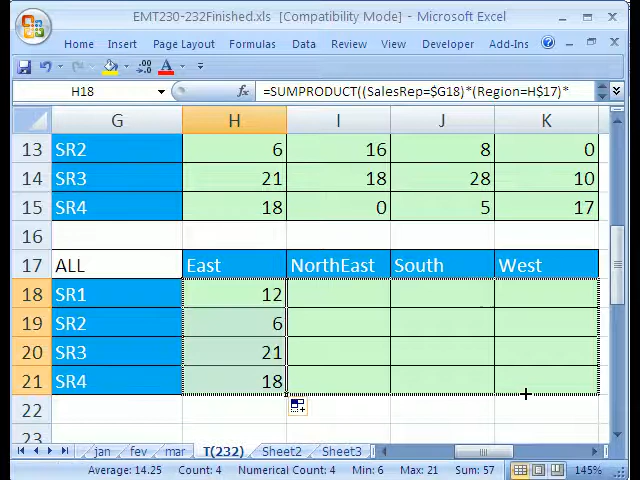 EMT230-232Finished.xls [Compatibility Mode] - Microsoft Excel
Home Insert Page Layout Formulas Data Review View Developer Add-Ins
H18 fx =SUMPRODUCT((SalesRep=$G18)*(Region=H$17)*
G H I J K
13 SR2 6 16 8 0
14 SR3 21 18 28 10
15 SR4 18 0 5 17
16
17 ALL East NorthEast South West
18 SR1 12
19 SR2 6
20 SR3 21
21 SR4 18
22
23
jan fev mar T(232) Sheet2 Sheet3
Average: 14.25 Count: 4 Numerical Count: 4 Min: 6 Max: 21 Sum: 57 145%